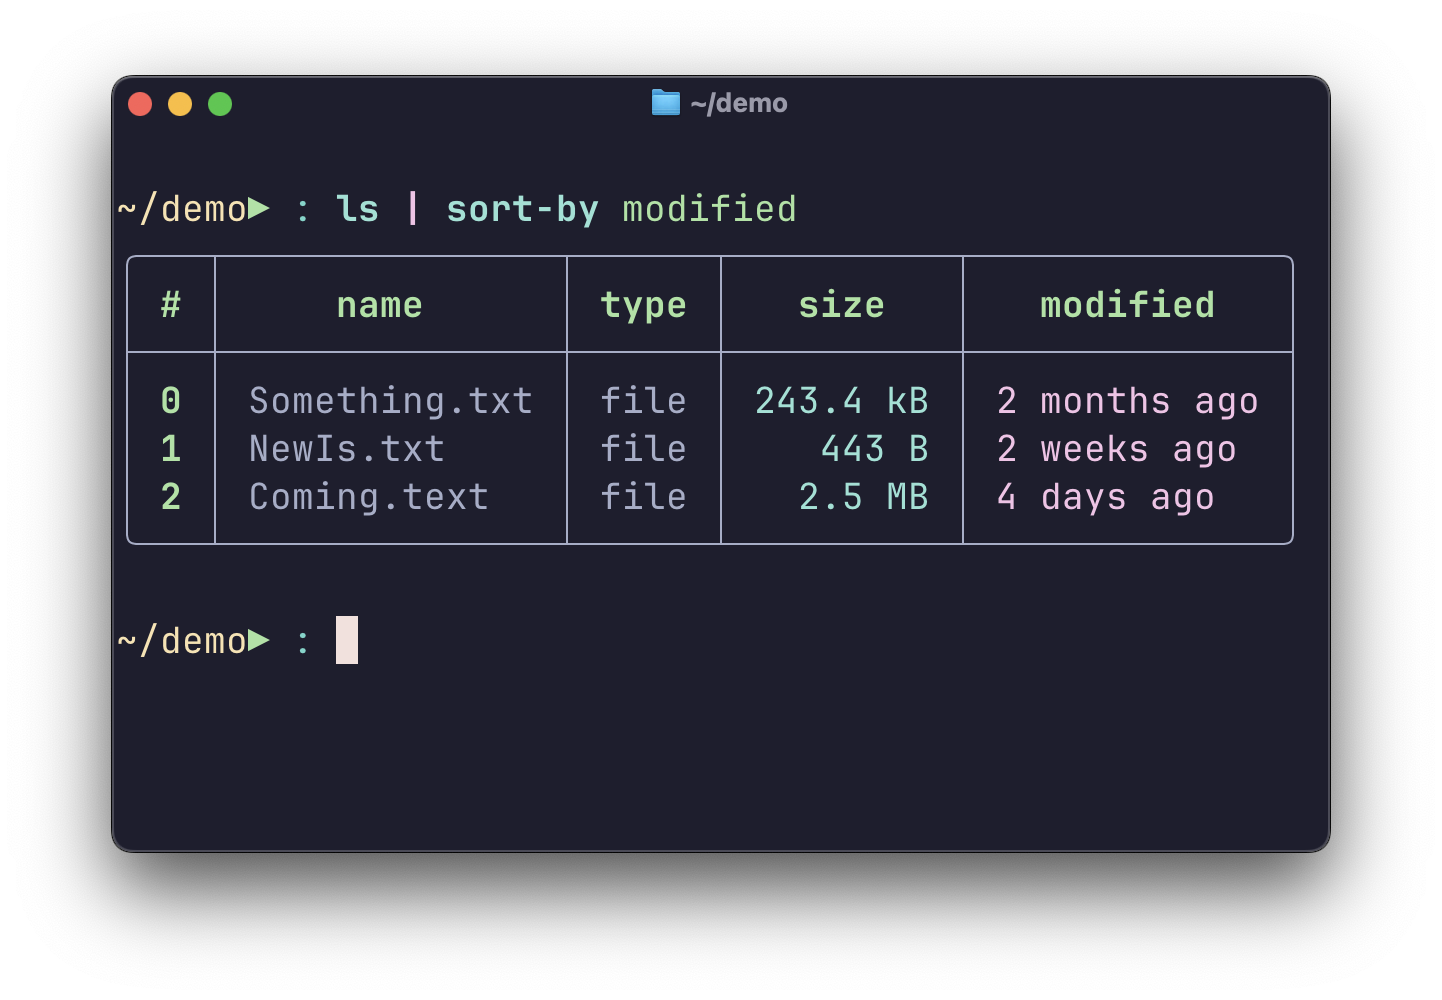 ~/demo
~/demo▶ : ls | sort-by modified
# name type size modified
0 Something.txt file 243.4 kB 2 months ago
1 NewIs.txt file 443 B 2 weeks ago
2 Coming.text file 2.5 MB 4 days ago
~/demo▶ :